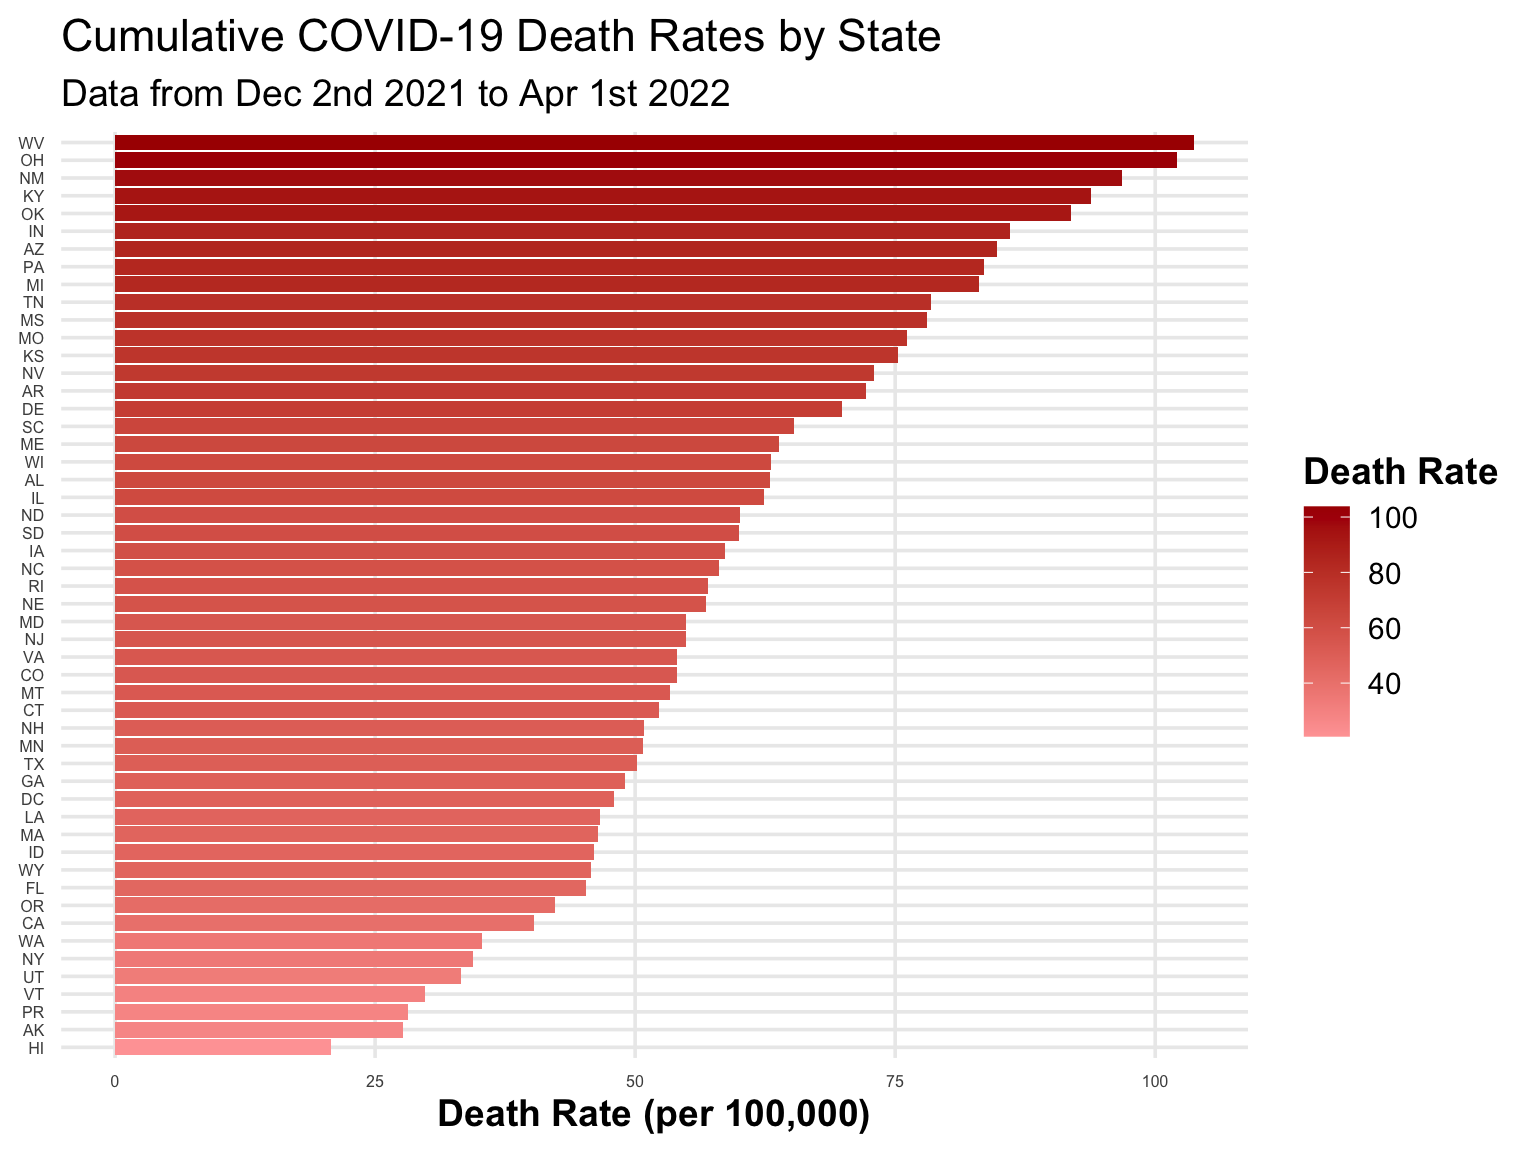 Cumulative COVID-19 Death Rates by State
Data from Dec 2nd 2021 to Apr 1st 2022
WV
OH
NM
KY
OK
IN
AZ
PA
MI
TN
MS
MO
KS
NV
AR
DE
SC
ME
WI
AL
IL
ND
SD
IA
NC
RI
NE
MD
NJ
VA
CO
MT
CT
NH
MN
TX
GA
DC
LA
MA
ID
WY
FL
OR
CA
WA
NY
UT
VT
PR
AK
HI
0 25 50 75 100
Death Rate (per 100,000)
Death Rate
100
80
60
40